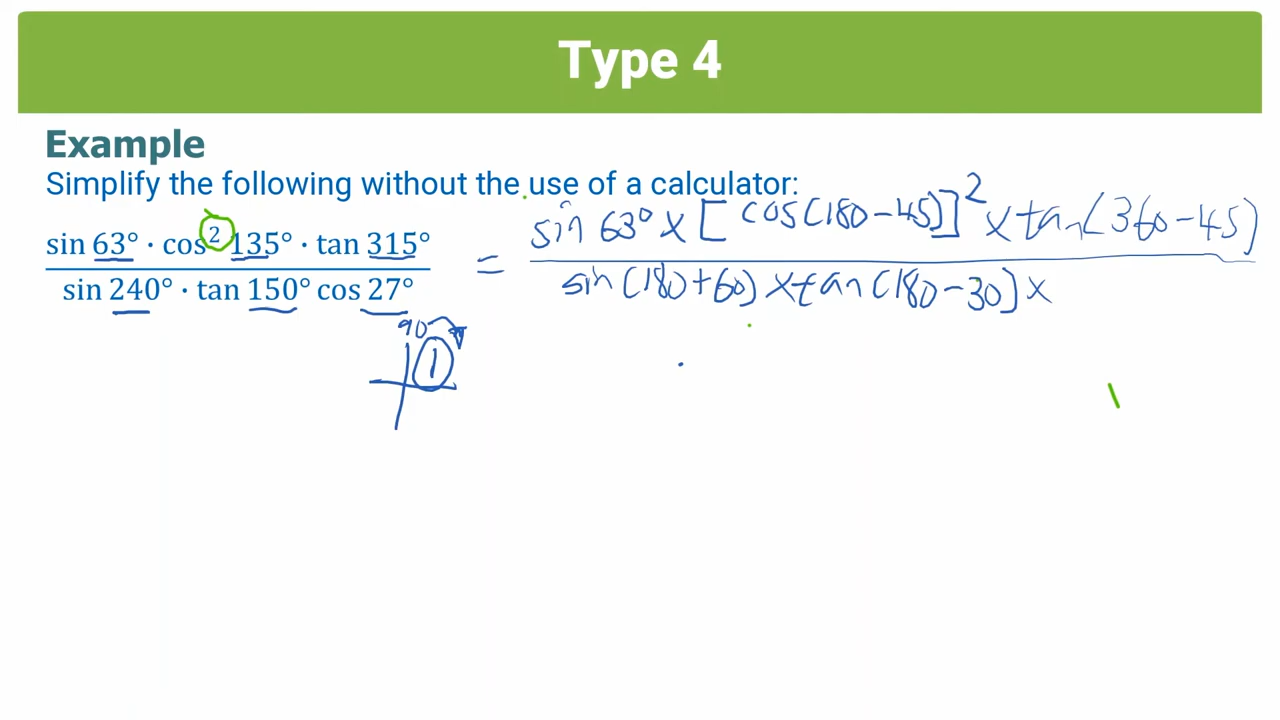 Type 4
Example
Simplify the following without the use of a calculator:
sin 63° · cos² 135° · tan 315°
sin 240° · tan 150° cos 27°
= sin 63° x [cos(180-45)]² x tan(360-45)
sin(180+60) x tan(180-30) x
90
1